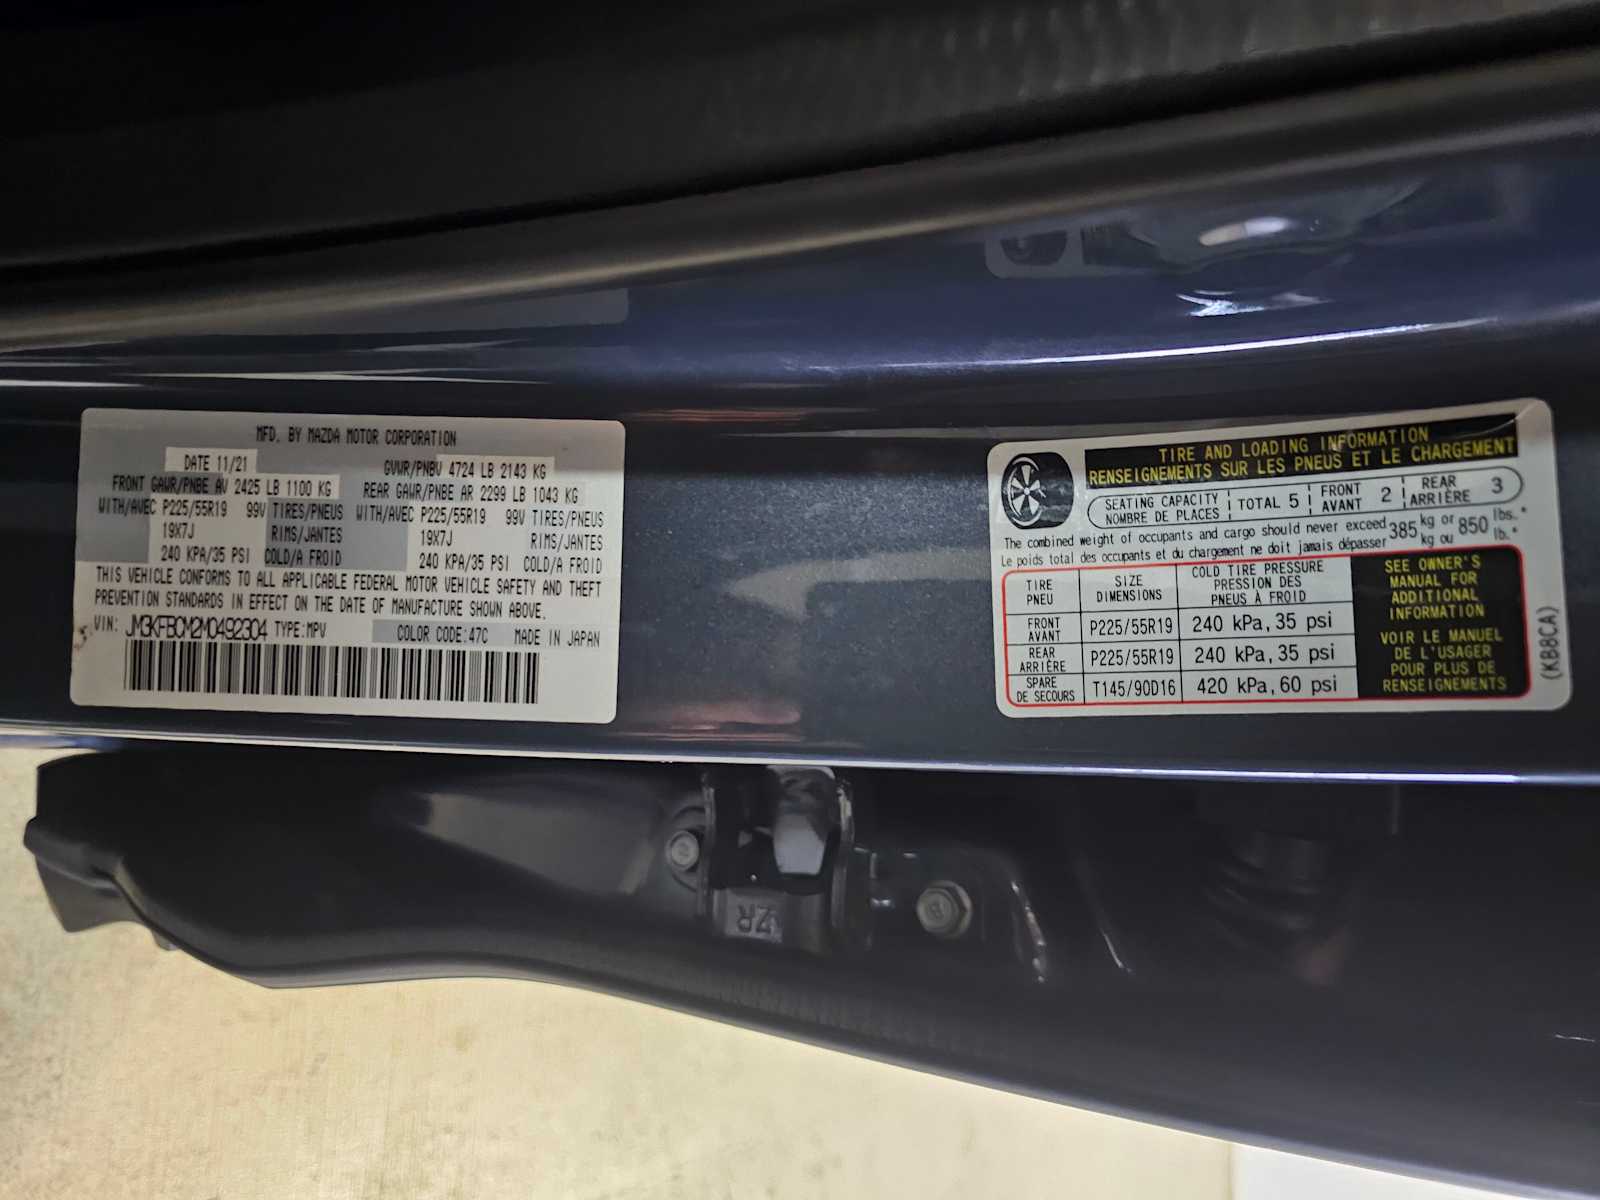 MFD. BY MAZDA MOTOR CORPORATION
DATE 11/21 GVWR/PNBV 4724 LB 2143 KG
FRONT GAWR/PNBE AV 2425 LB 1100 KG REAR GAWR/PNBE AR 2299 LB 1043 KG
WITH/AVEC P225/55R19 99V TIRES/PNEUS WITH/AVEC P225/55R19 99V TIRES/PNEUS
19X7J RIMS/JANTES 19X7J RIMS/JANTES
240 KPA/35 PSI COLD/A FROID 240 KPA/35 PSI COLD/A FROID
THIS VEHICLE CONFORMS TO ALL APPLICABLE FEDERAL MOTOR VEHICLE SAFETY AND THEFT
PREVENTION STANDARDS IN EFFECT ON THE DATE OF MANUFACTURE SHOWN ABOVE.
VIN: JM3KFBCM2M0492304 TYPE:MPV COLOR CODE:47C MADE IN JAPAN
TIRE AND LOADING INFORMATION
RENSEIGNEMENTS SUR LES PNEUS ET LE CHARGEMENT
SEATING CAPACITY
NOMBRE DE PLACES
TOTAL 5
FRONT
AVANT
2
REAR
ARRIÈRE
3
The combined weight of occupants and cargo should never exceed
Le poids total des occupants et du chargement ne doit jamais dépasser
385 kg or
kg ou
850 lbs.*
lb.*
TIRE
PNEU
SIZE
DIMENSIONS
COLD TIRE PRESSURE
PRESSION DES
PNEUS À FROID
FRONT
AVANT
P225/55R19 240 kPa, 35 psi
REAR
ARRIÈRE
P225/55R19 240 kPa, 35 psi
SPARE
DE SECOURS
T145/90D16 420 kPa, 60 psi
SEE OWNER'S
MANUAL FOR
ADDITIONAL
INFORMATION
VOIR LE MANUEL
DE L'USAGER
POUR PLUS DE
RENSEIGNEMENTS
(KB8CA)
ZR